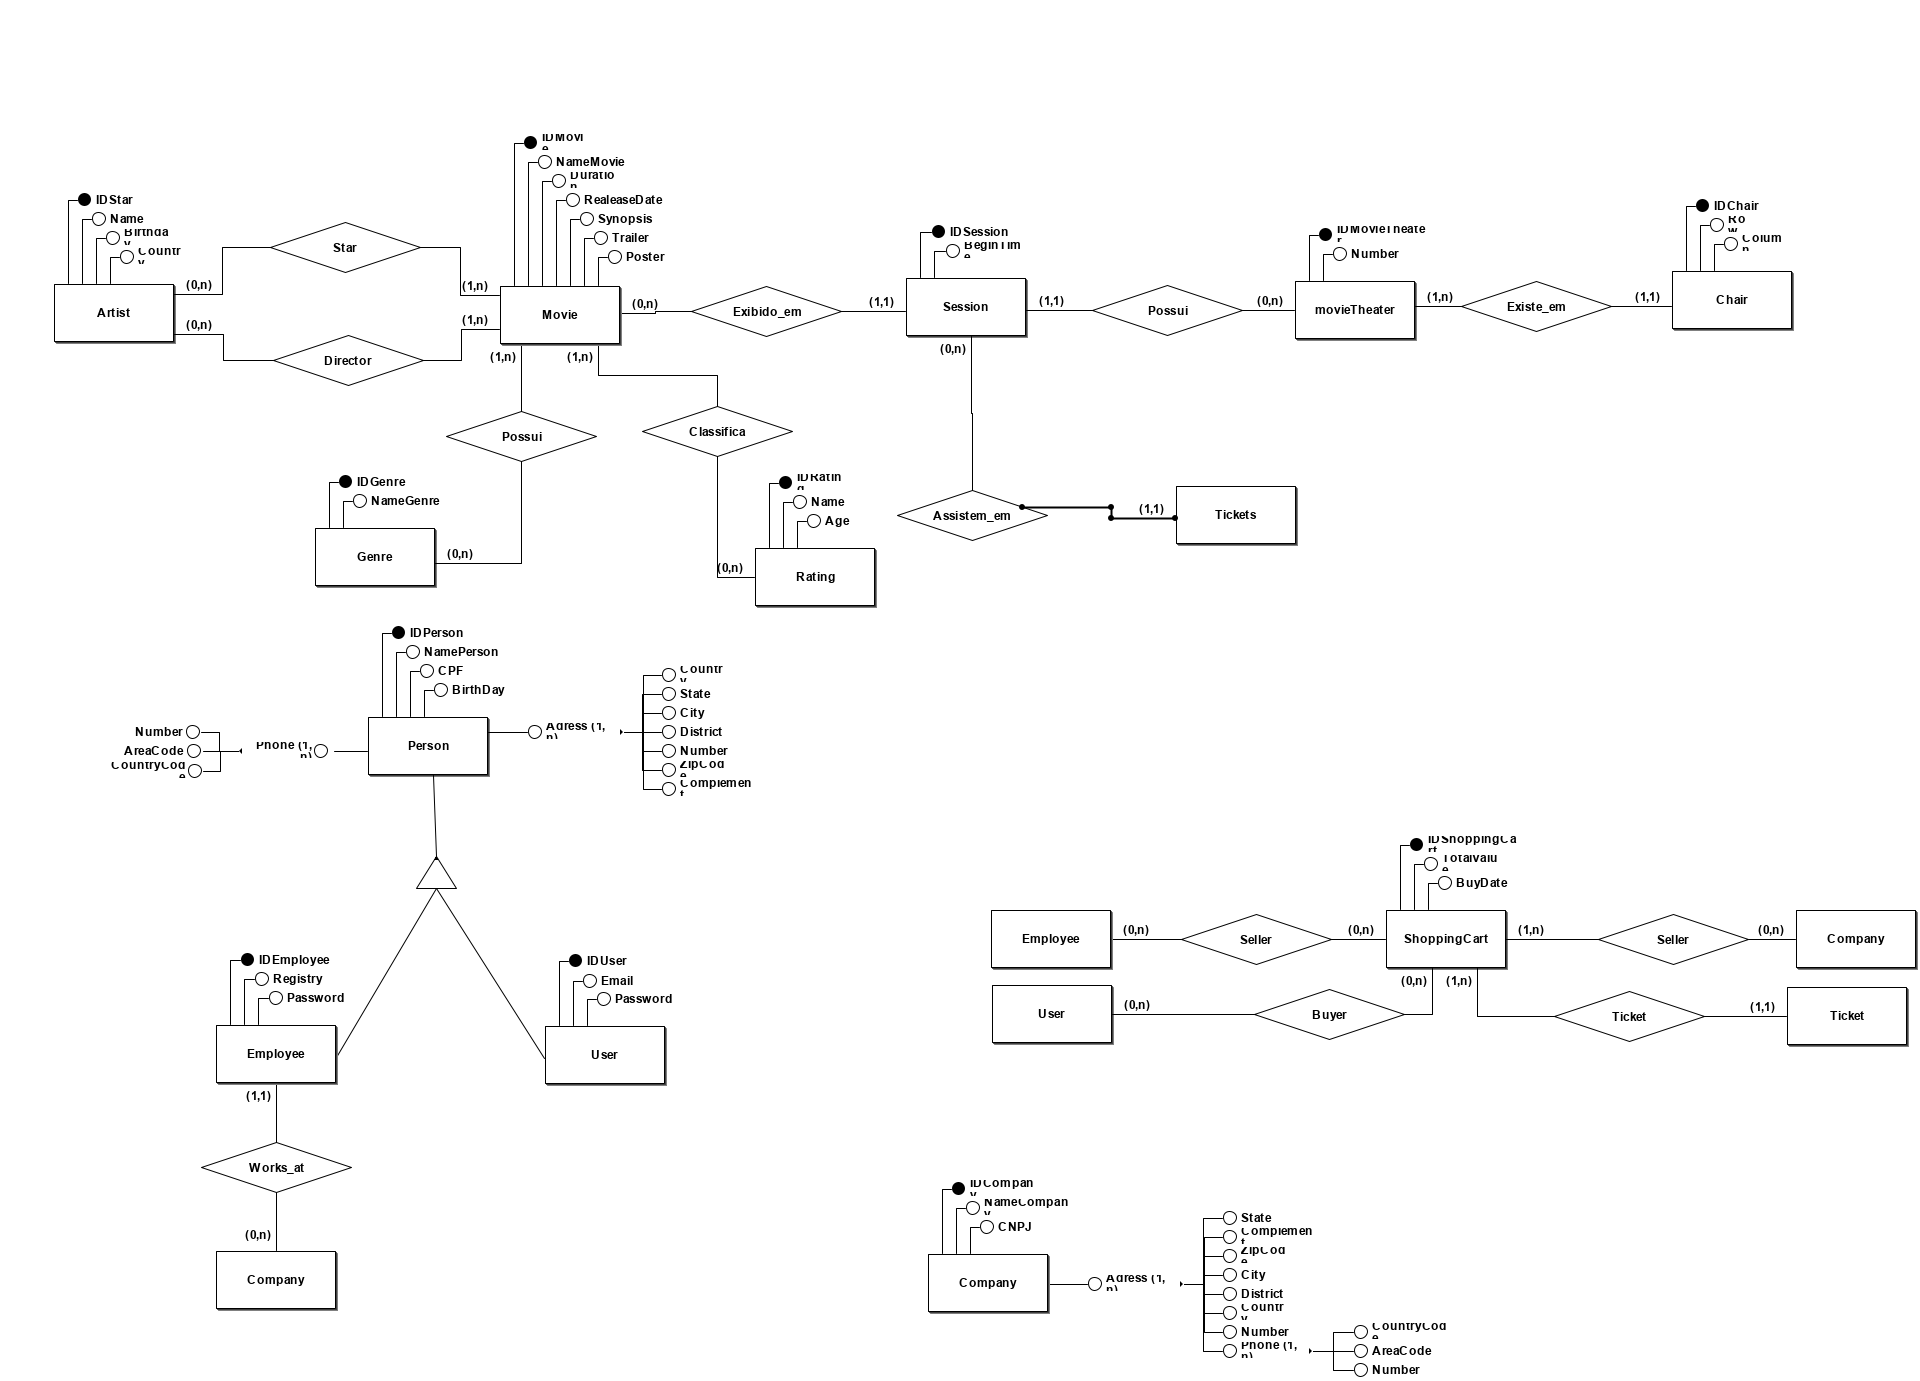 IDMovi
e
NameMovie
Duratio
n
RealeaseDate
Synopsis
Trailer
Poster
IDStar
Name
Birthda
y
Countr
y
Star
(0,n)
(1,n)
Artist
(0,n)
(1,n)
Director
Movie
(0,n)
Exibido_em
(1,1)
IDSession
BeginTim
e
Session
(1,1)
Possui
(0,n)
IDMovieTheate
r
Number
movieTheater
(1,n)
Existe_em
(1,1)
IDChair
Ro
w
Colum
n
Chair
(1,n)
(1,n)
(0,n)
Possui
Classifica
IDGenre
NameGenre
Genre
(0,n)
IDRatin
g
Name
Age
(0,n)
Rating
Assistem_em
(1,1)
Tickets
IDPerson
NamePerson
CPF
BirthDay
Number
AreaCode
CountryCod
e
Phone (1,
n)
Person
Adress (1,
n)
Countr
y
State
City
District
Number
ZipCod
e
Complemen
t
IDEmployee
Registry
Password
Employee
IDUser
Email
Password
User
(1,1)
Works_at
(0,n)
Company
IDShoppingCa
rt
TotalValu
e
BuyDate
Employee
(0,n)
Seller
(0,n)
ShoppingCart
(1,n)
Seller
(0,n)
Company
User
(0,n)
Buyer
(0,n)
(1,n)
Ticket
(1,1)
Ticket
IDCompan
y
NameCompan
y
CNPJ
Company
Adress (1,
n)
State
Complemen
t
ZipCod
e
City
District
Countr
y
Number
Phone (1,
n)
CountryCod
e
AreaCode
Number